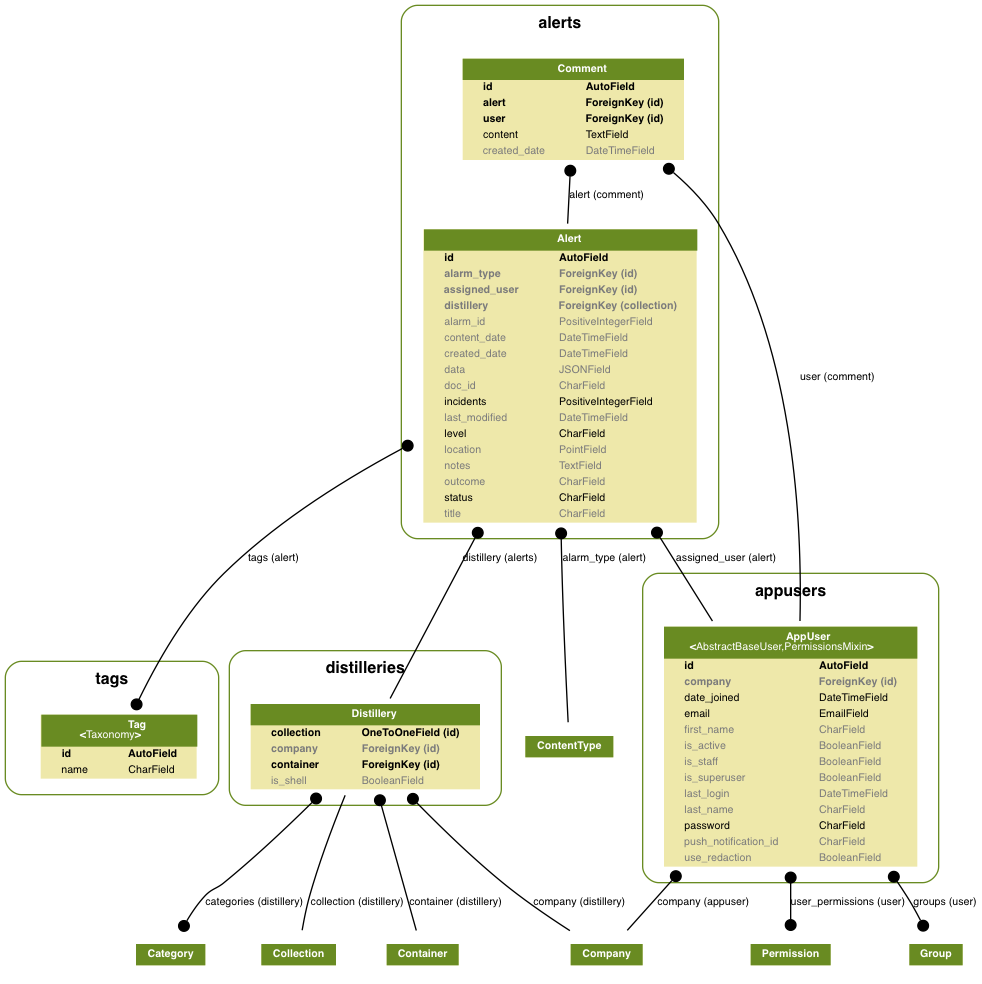 alerts
Comment
id AutoField
alert ForeignKey (id)
user ForeignKey (id)
content TextField
created_date DateTimeField
alert (comment)
Alert
id AutoField
alarm_type ForeignKey (id)
assigned_user ForeignKey (id)
distillery ForeignKey (collection)
alarm_id PositiveIntegerField
content_date DateTimeField
created_date DateTimeField
data JSONField
doc_id CharField
incidents PositiveIntegerField
last_modified DateTimeField
level CharField
location PointField
notes TextField
outcome CharField
status CharField
title CharField
user (comment)
tags (alert)
distillery (alerts)
alarm_type (alert)
assigned_user (alert)
appusers
AppUser
<AbstractBaseUser,PermissionsMixin>
id AutoField
company ForeignKey (id)
date_joined DateTimeField
email EmailField
first_name CharField
is_active BooleanField
is_staff BooleanField
is_superuser BooleanField
last_login DateTimeField
last_name CharField
password CharField
push_notification_id CharField
use_redaction BooleanField
tags
Tag
<Taxonomy>
id AutoField
name CharField
distilleries
Distillery
collection OneToOneField (id)
company ForeignKey (id)
container ForeignKey (id)
is_shell BooleanField
ContentType
categories (distillery)
collection (distillery)
container (distillery)
company (distillery)
company (appuser)
user_permissions (user)
groups (user)
Category
Collection
Container
Company
Permission
Group